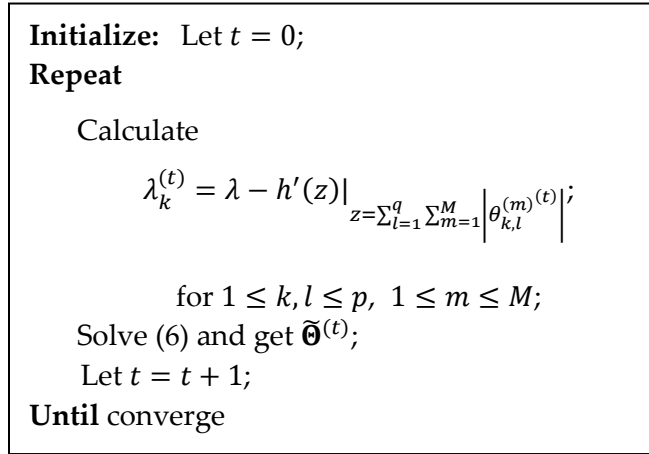 Initialize: Let t = 0;
Repeat
Calculate
λ_k^{(t)} = λ − h′(z)|_{z=∑_{l=1}^{q} ∑_{m=1}^{M} |θ_{k,l}^{(m)(t)}|};
for 1 ≤ k, l ≤ p, 1 ≤ m ≤ M;
Solve (6) and get Θ̃^{(t)};
Let t = t + 1;
Until converge